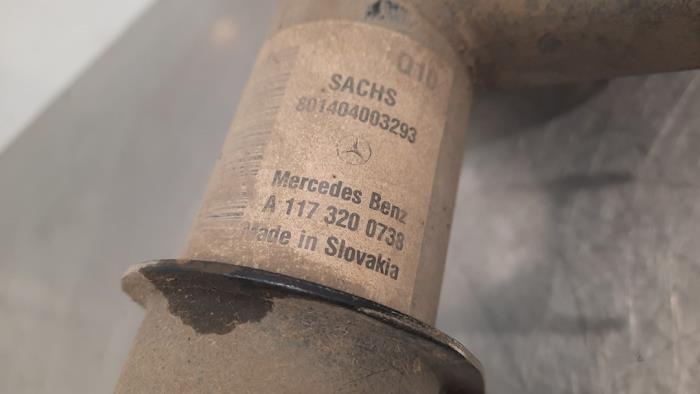 Q10
SACHS
801404003293
Mercedes Benz
A 117 320 0738
Made in Slovakia